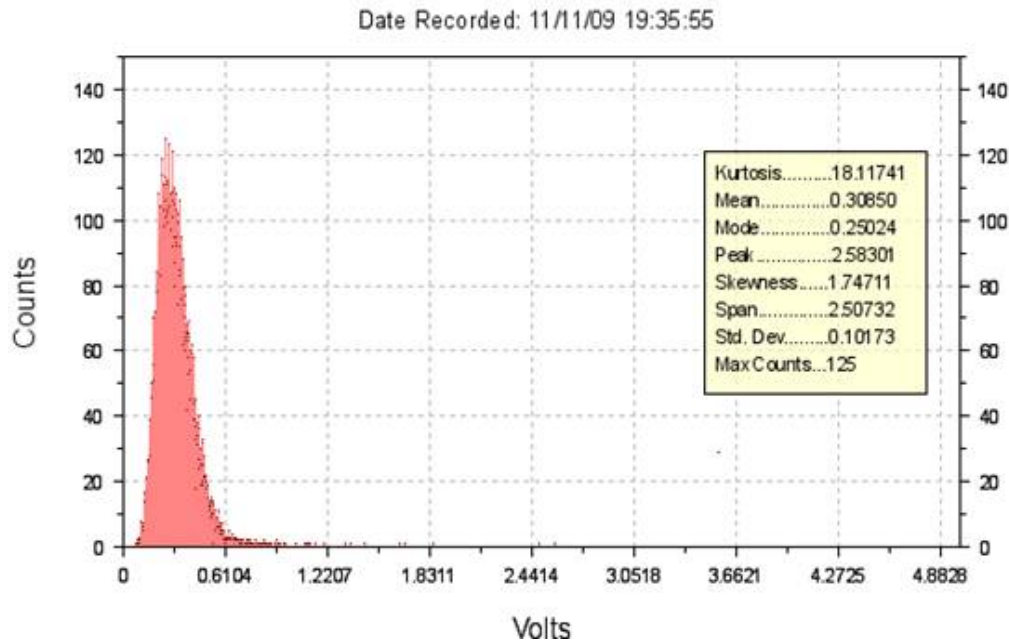 Date Recorded: 11/11/09 19:35:55
140
120
100
80
60
40
20
0
Counts
140
120
100
80
60
40
20
0
Kurtosis..........18.11741
Mean..............0.30850
Mode..............0.25024
Peak...............2.58301
Skewness......1.74711
Span..............2.50732
Std. Dev.........0.10173
Max Counts...125
0 0.6104 1.2207 1.8311 2.4414 3.0518 3.6621 4.2725 4.8828
Volts